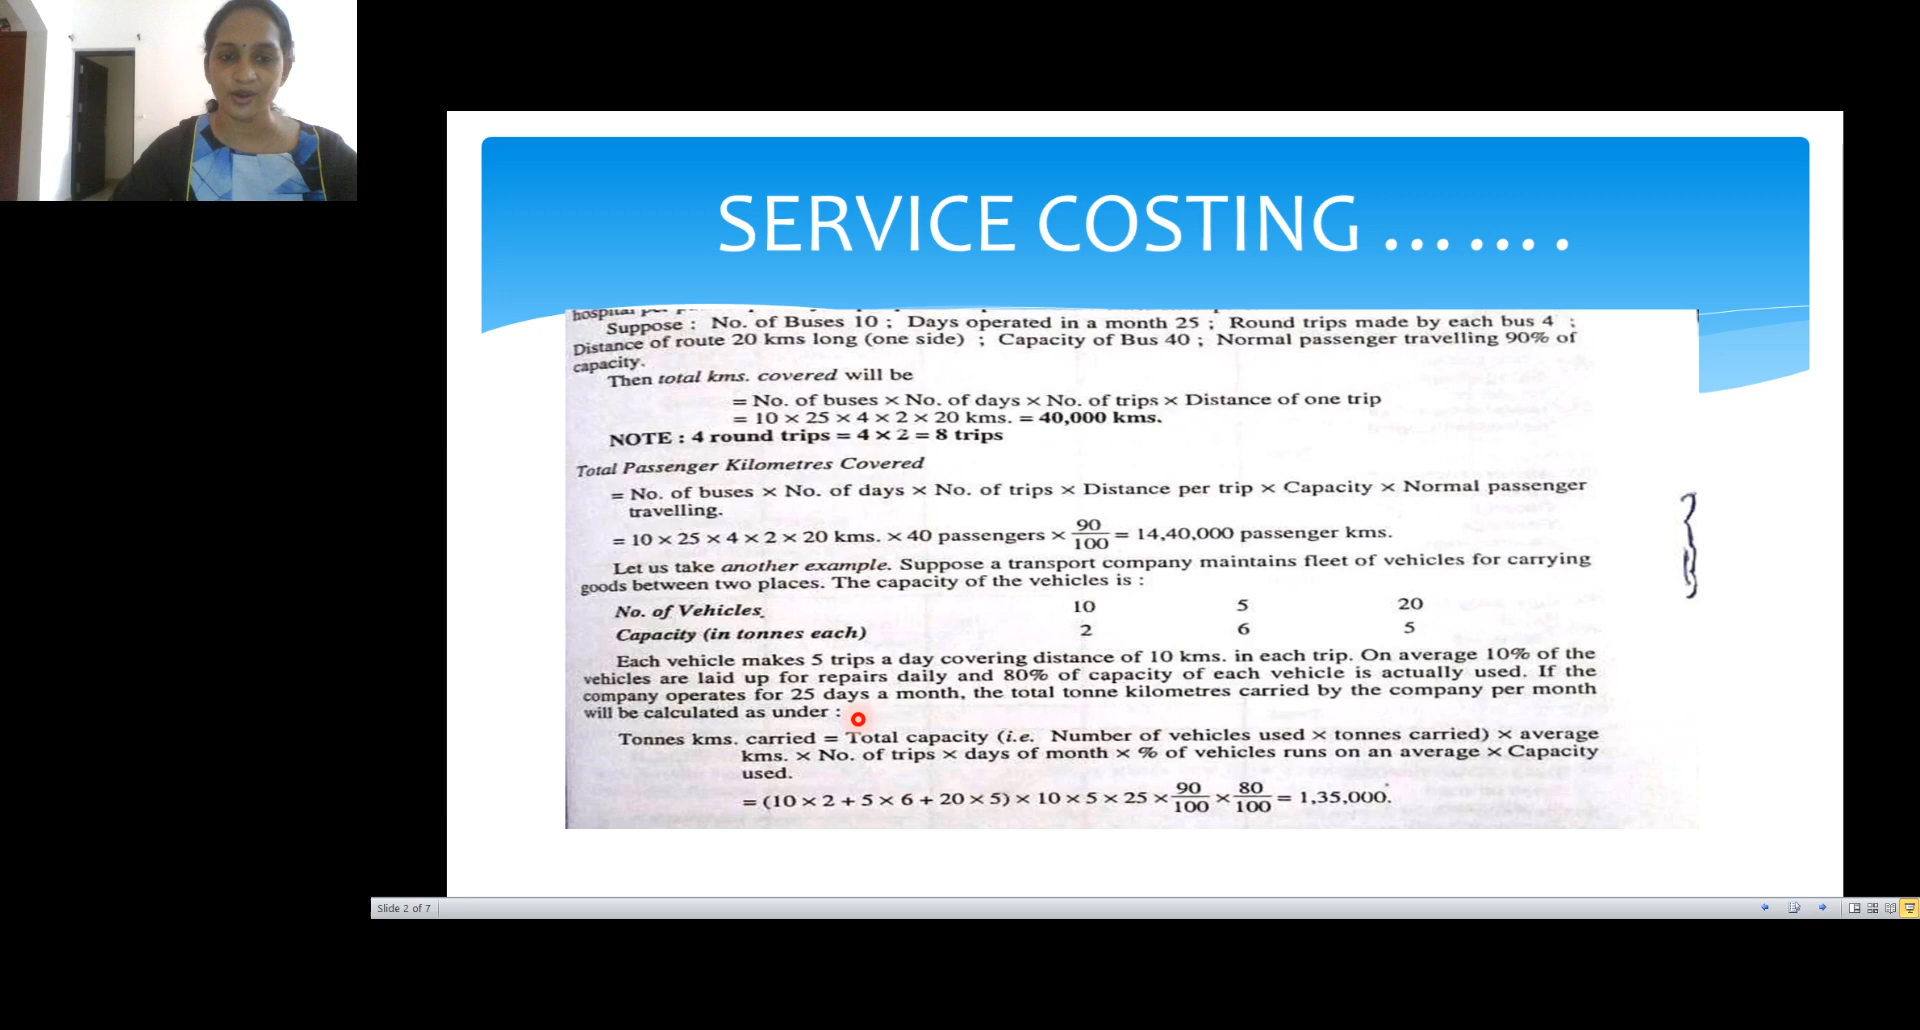 SERVICE COSTING …….
hospital per
Suppose : No. of Buses 10 ; Days operated in a month 25 ; Round trips made by each bus 4 ;
Distance of route 20 kms long (one side) ; Capacity of Bus 40 ; Normal passenger travelling 90% of
capacity.
Then total kms. covered will be
= No. of buses × No. of days × No. of trips × Distance of one trip
= 10 × 25 × 4 × 2 × 20 kms. = 40,000 kms.
NOTE : 4 round trips = 4 × 2 = 8 trips
Total Passenger Kilometres Covered
= No. of buses × No. of days × No. of trips × Distance per trip × Capacity × Normal passenger
travelling.
= 10 × 25 × 4 × 2 × 20 kms. × 40 passengers × 90/100 = 14,40,000 passenger kms.
Let us take another example. Suppose a transport company maintains fleet of vehicles for carrying
goods between two places. The capacity of the vehicles is :
No. of Vehicles 10 5 20
Capacity (in tonnes each) 2 6 5
Each vehicle makes 5 trips a day covering distance of 10 kms. in each trip. On average 10% of the
vehicles are laid up for repairs daily and 80% of capacity of each vehicle is actually used. If the
company operates for 25 days a month, the total tonne kilometres carried by the company per month
will be calculated as under :
Tonnes kms. carried = Total capacity (i.e. Number of vehicles used × tonnes carried) × average
kms. × No. of trips × days of month × % of vehicles runs on an average × Capacity
used.
= (10 × 2 + 5 × 6 + 20 × 5) × 10 × 5 × 25 × 90/100 × 80/100 = 1,35,000.
Slide 2 of 7